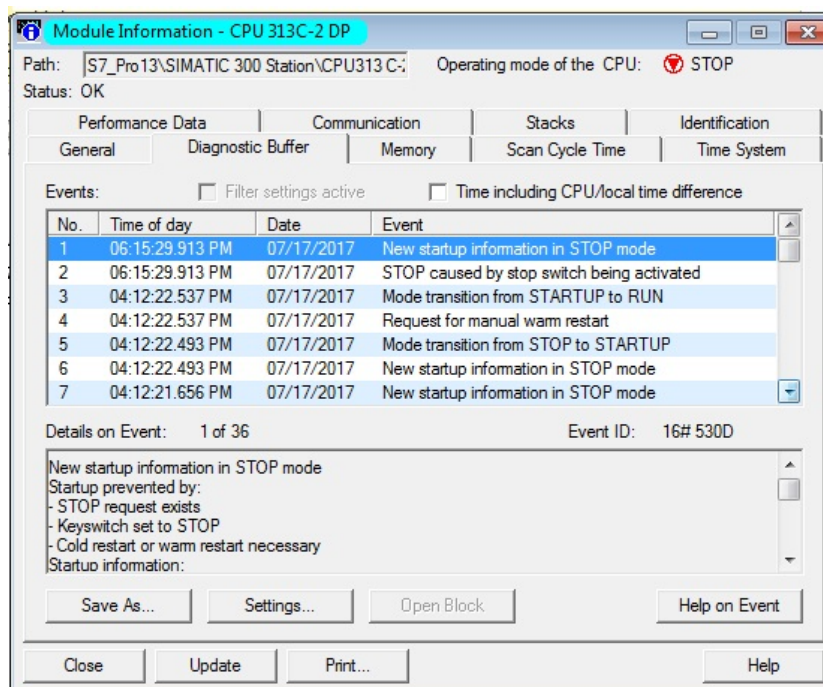 Module Information - CPU 313C-2 DP
Path: S7_Pro13\SIMATIC 300 Station\CPU313 C-2 Operating mode of the CPU: STOP
Status: OK
Performance Data Communication Stacks Identification
General Diagnostic Buffer Memory Scan Cycle Time Time System
Events: Filter settings active Time including CPU/local time difference
No. Time of day Date Event
1 06:15:29.913 PM 07/17/2017 New startup information in STOP mode
2 06:15:29.913 PM 07/17/2017 STOP caused by stop switch being activated
3 04:12:22.537 PM 07/17/2017 Mode transition from STARTUP to RUN
4 04:12:22.537 PM 07/17/2017 Request for manual warm restart
5 04:12:22.493 PM 07/17/2017 Mode transition from STOP to STARTUP
6 04:12:22.493 PM 07/17/2017 New startup information in STOP mode
7 04:12:21.656 PM 07/17/2017 New startup information in STOP mode
Details on Event: 1 of 36 Event ID: 16# 530D
New startup information in STOP mode
Startup prevented by:
- STOP request exists
- Keyswitch set to STOP
- Cold restart or warm restart necessary
Startup information:
Save As... Settings... Open Block Help on Event
Close Update Print... Help